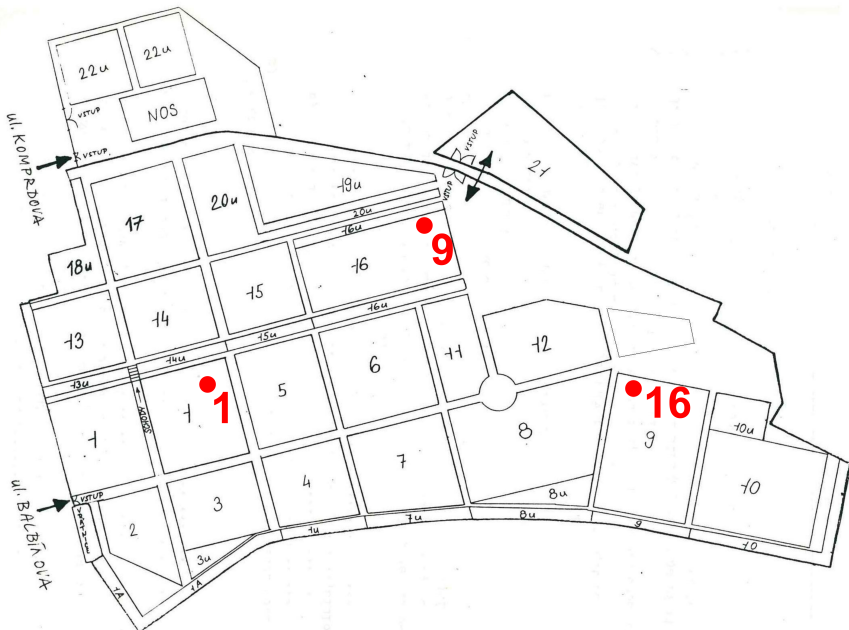 22u
22u
NOS
VSTUP
VSTUP
ul. KOMPRDOVA
VSTUP
VSTUP
21
19u
20u
17
20u
16u
9
18u
16
15
14
13
16u
15u
14u
13u
12
11
6
5
1
1
1
SCHODY
16
9
8
10u
10
7
4
3
2
8u
3u
VSTUP
VRÁTNICE
ul. BALBÍNOVA
1u
7u
8u
9
10
1A
1A